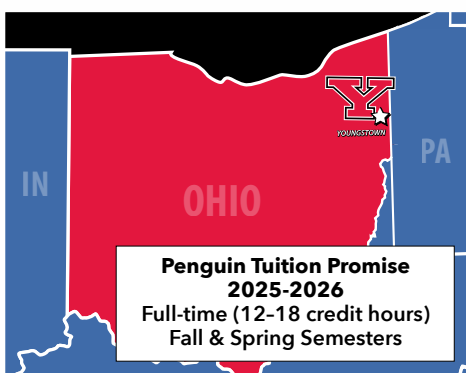 Y
YOUNGSTOWN
IN
OHIO
PA
Penguin Tuition Promise
2025-2026
Full-time (12–18 credit hours)
Fall & Spring Semesters